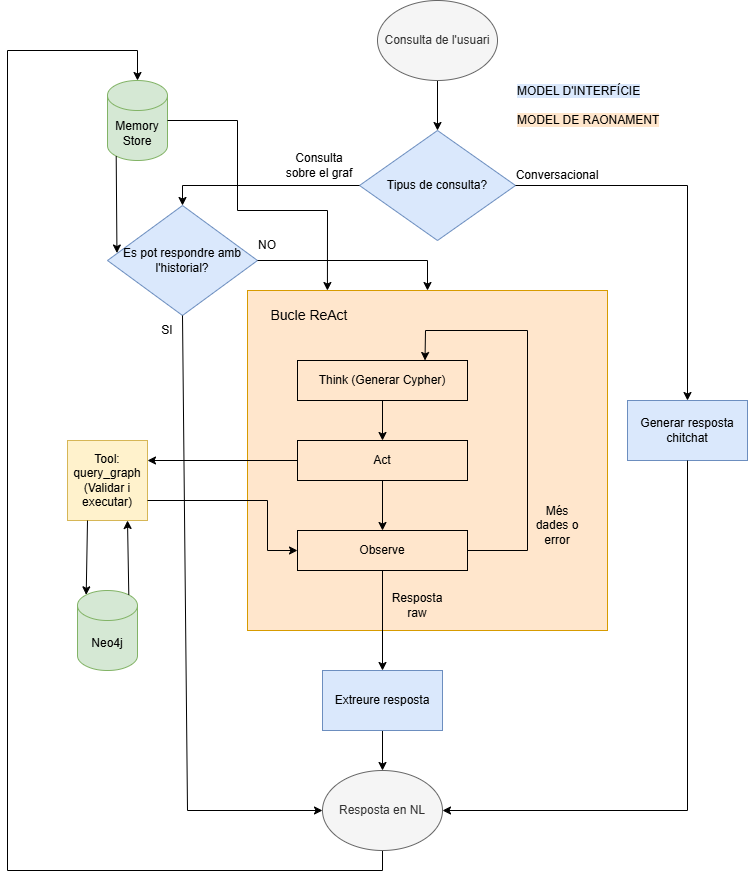 Consulta de l'usuari
MODEL D'INTERFÍCIE
MODEL DE RAONAMENT
Memory
Store
Consulta
sobre el graf
Tipus de consulta?
Conversacional
Es pot respondre amb
l'historial?
NO
SI
Bucle ReAct
Think (Generar Cypher)
Generar resposta
chitchat
Tool:
query_graph
(Validar i
executar)
Act
Més
dades o
error
Observe
Resposta
raw
Neo4j
Extreure resposta
Resposta en NL